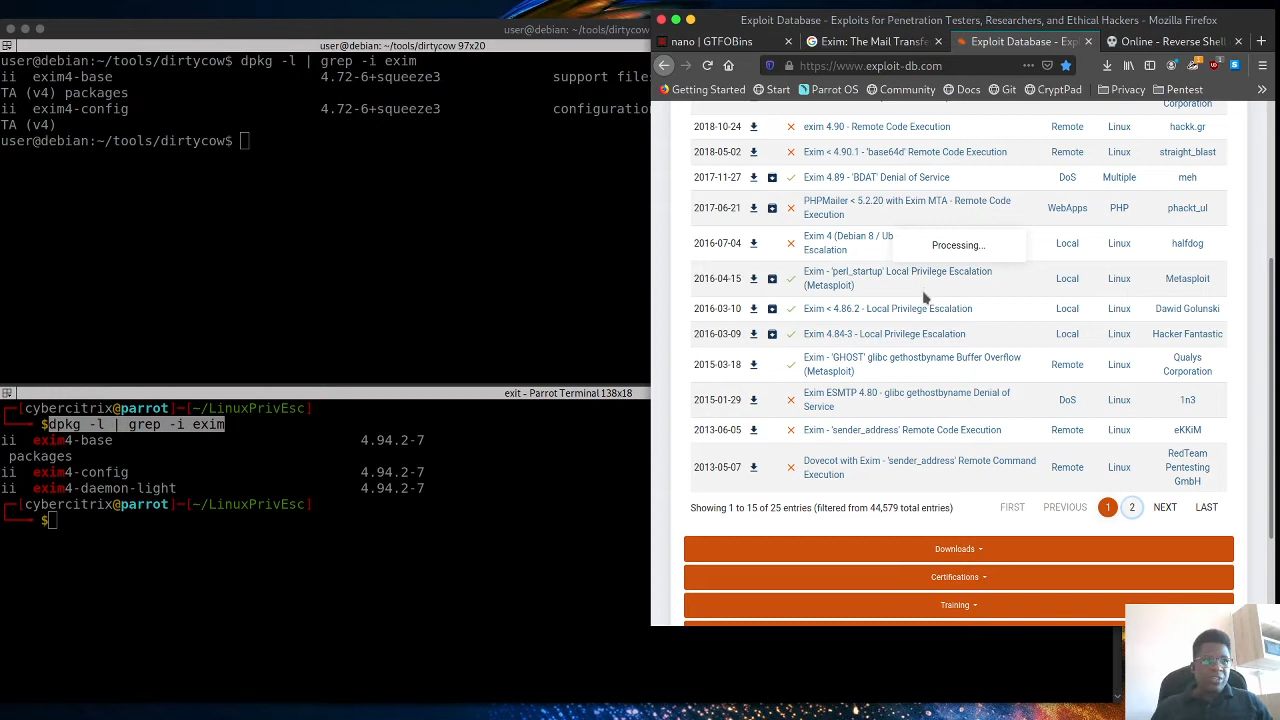 user@debian: ~/tools/dirtycow
user@debian: ~/tools/dirtycow 97x20
user@debian:~/tools/dirtycow$ dpkg -l | grep -i exim
ii exim4-base 4.72-6+squeeze3 support files
TA (v4) packages
ii exim4-config 4.72-6+squeeze3 configuratio
TA (v4)
user@debian:~/tools/dirtycow$
exit – Parrot Terminal 138x18
┌─[cybercitrix@parrot]─[~/LinuxPrivEsc]
└──╼ $dpkg -l | grep -i exim
ii exim4-base 4.94.2-7
packages
ii exim4-config 4.94.2-7
ii exim4-daemon-light 4.94.2-7
┌─[cybercitrix@parrot]─[~/LinuxPrivEsc]
└──╼ $
Exploit Database - Exploits for Penetration Testers, Researchers, and Ethical Hackers - Mozilla Firefox
nano | GTFOBins
Exim: The Mail Transfe
Exploit Database - Expl
Online - Reverse Shell
https://www.exploit-db.com
Getting Started Start Parrot OS Community Docs Git CryptPad Privacy Pentest
Corporation
2018-10-24 exim 4.90 - Remote Code Execution Remote Linux hackk.gr
2018-05-02 Exim < 4.90.1 - 'base64d' Remote Code Execution Remote Linux straight_blast
2017-11-27 Exim 4.89 - 'BDAT' Denial of Service DoS Multiple meh
2017-06-21 PHPMailer < 5.2.20 with Exim MTA - Remote Code
Execution WebApps PHP phackt_ul
2016-07-04 Exim 4 (Debian 8 / Ub
Escalation Local Linux halfdog
Processing...
2016-04-15 Exim - 'perl_startup' Local Privilege Escalation
(Metasploit) Local Linux Metasploit
2016-03-10 Exim < 4.86.2 - Local Privilege Escalation Local Linux Dawid Golunski
2016-03-09 Exim 4.84-3 - Local Privilege Escalation Local Linux Hacker Fantastic
2015-03-18 Exim - 'GHOST' glibc gethostbyname Buffer Overflow
(Metasploit) Remote Linux Qualys
Corporation
2015-01-29 Exim ESMTP 4.80 - glibc gethostbyname Denial of
Service DoS Linux 1n3
2013-06-05 Exim - 'sender_address' Remote Code Execution Remote Linux eKKiM
2013-05-07 Dovecot with Exim - 'sender_address' Remote Command
Execution Remote Linux RedTeam
Pentesting
GmbH
Showing 1 to 15 of 25 entries (filtered from 44,579 total entries) FIRST PREVIOUS 1 2 NEXT LAST
Downloads
Certifications
Training